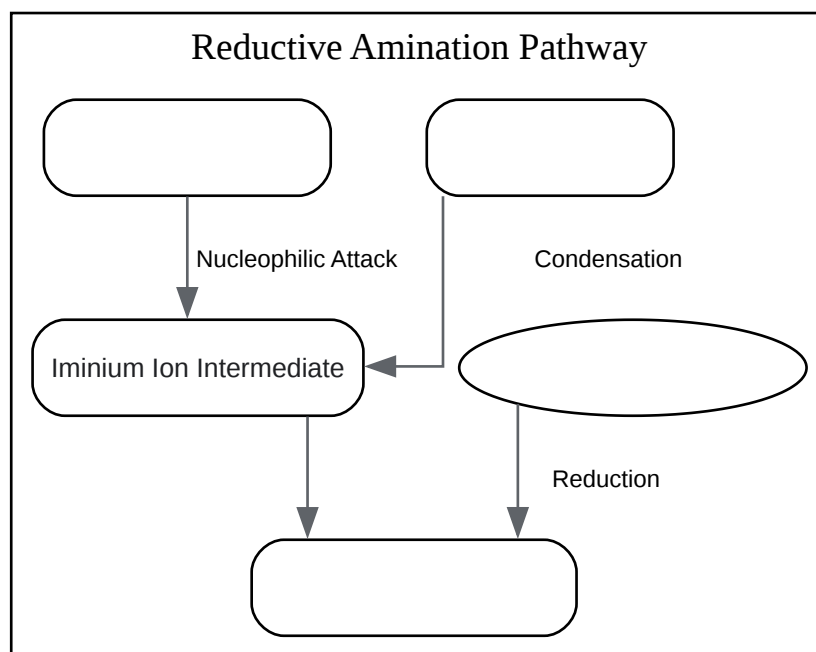 Reductive Amination Pathway
Nucleophilic Attack
Condensation
Iminium Ion Intermediate
Reduction